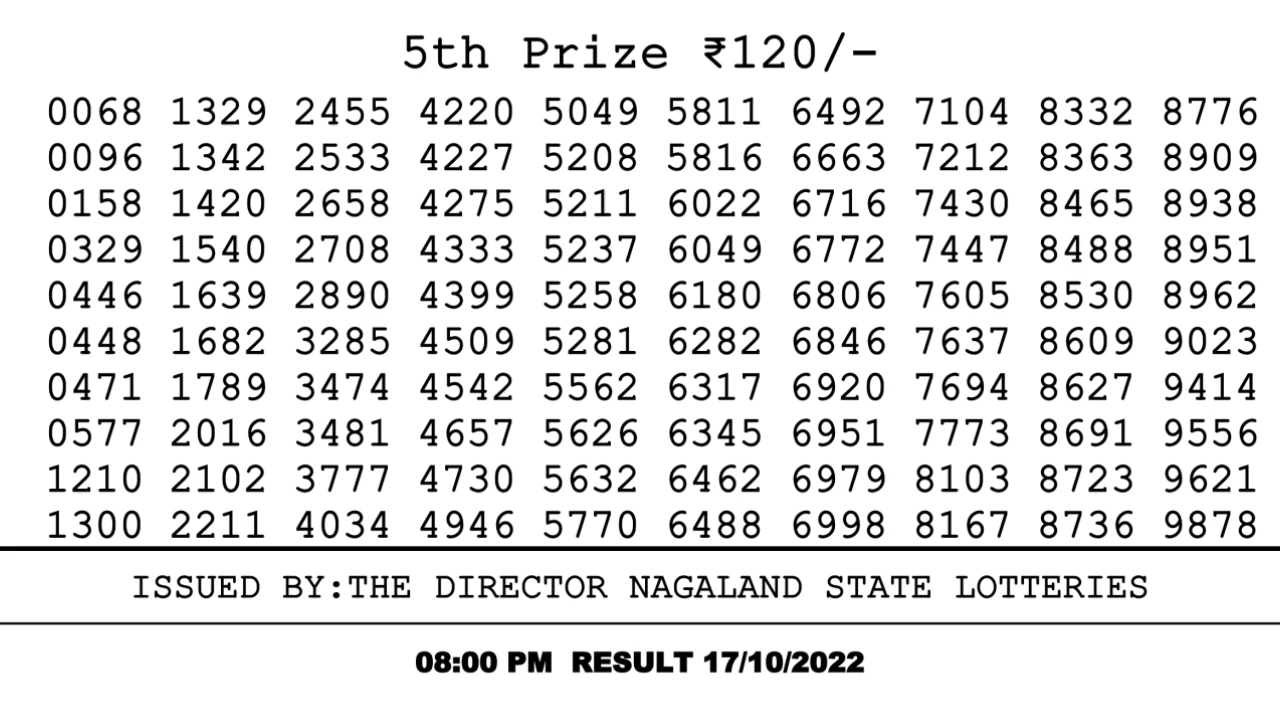 5th Prize ₹120/-
0068 1329 2455 4220 5049 5811 6492 7104 8332 8776
0096 1342 2533 4227 5208 5816 6663 7212 8363 8909
0158 1420 2658 4275 5211 6022 6716 7430 8465 8938
0329 1540 2708 4333 5237 6049 6772 7447 8488 8951
0446 1639 2890 4399 5258 6180 6806 7605 8530 8962
0448 1682 3285 4509 5281 6282 6846 7637 8609 9023
0471 1789 3474 4542 5562 6317 6920 7694 8627 9414
0577 2016 3481 4657 5626 6345 6951 7773 8691 9556
1210 2102 3777 4730 5632 6462 6979 8103 8723 9621
1300 2211 4034 4946 5770 6488 6998 8167 8736 9878
ISSUED BY:THE DIRECTOR NAGALAND STATE LOTTERIES
08:00 PM RESULT 17/10/2022